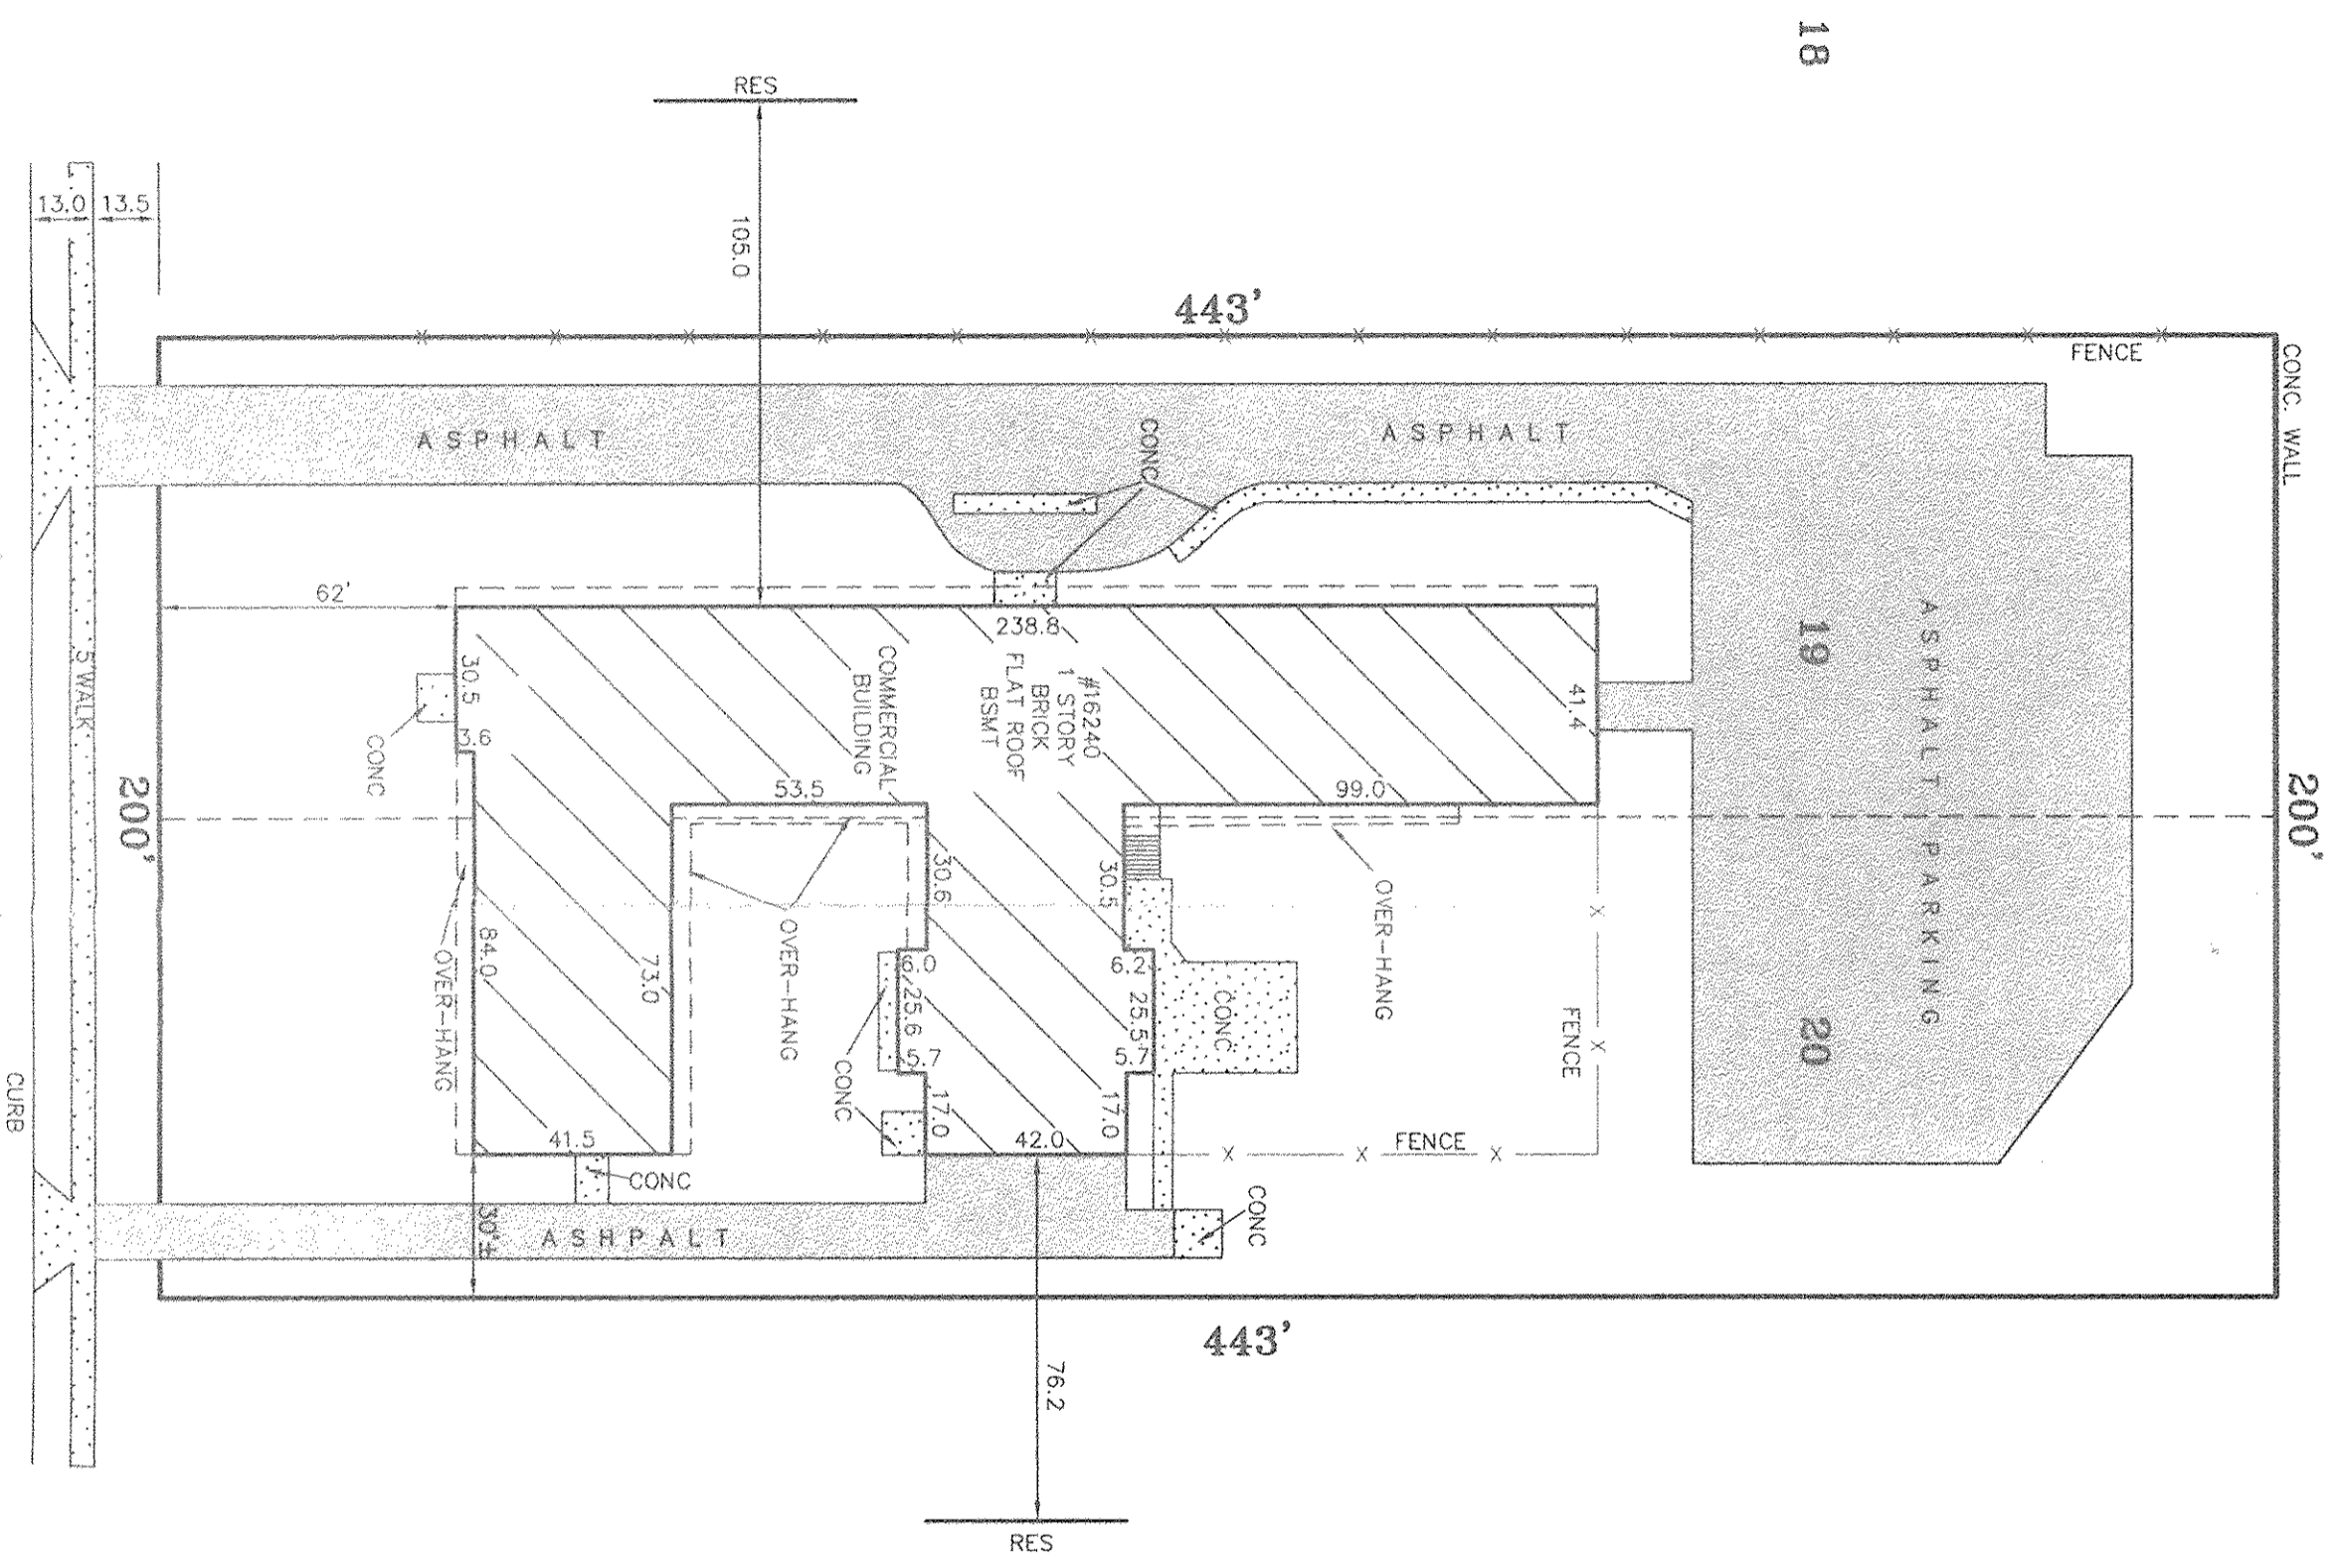 18
RES
13.0
13.5
105.0
443'
FENCE
CONC. WALL
ASPHALT
CONC
ASPHALT
62'
238.8
#16240
1 STORY
BRICK
FLAT ROOF
BSMT
COMMERCIAL
BUILDING
30.5
3.6
CONC
41.4
19
ASPHALT PARKING
5'WALK
200'
200'
53.5
99.0
30.6
30.5
OVER-HANG
OVER-HANG
OVER-HANG
84.0
73.0
6.0
25.6
5.7
6.2
25.5
5.7
CONC
CONC
FENCE
20
17.0
17.0
41.5
42.0
FENCE
CONC
CONC
30'±
ASHPALT
CURB
443'
76.2
RES